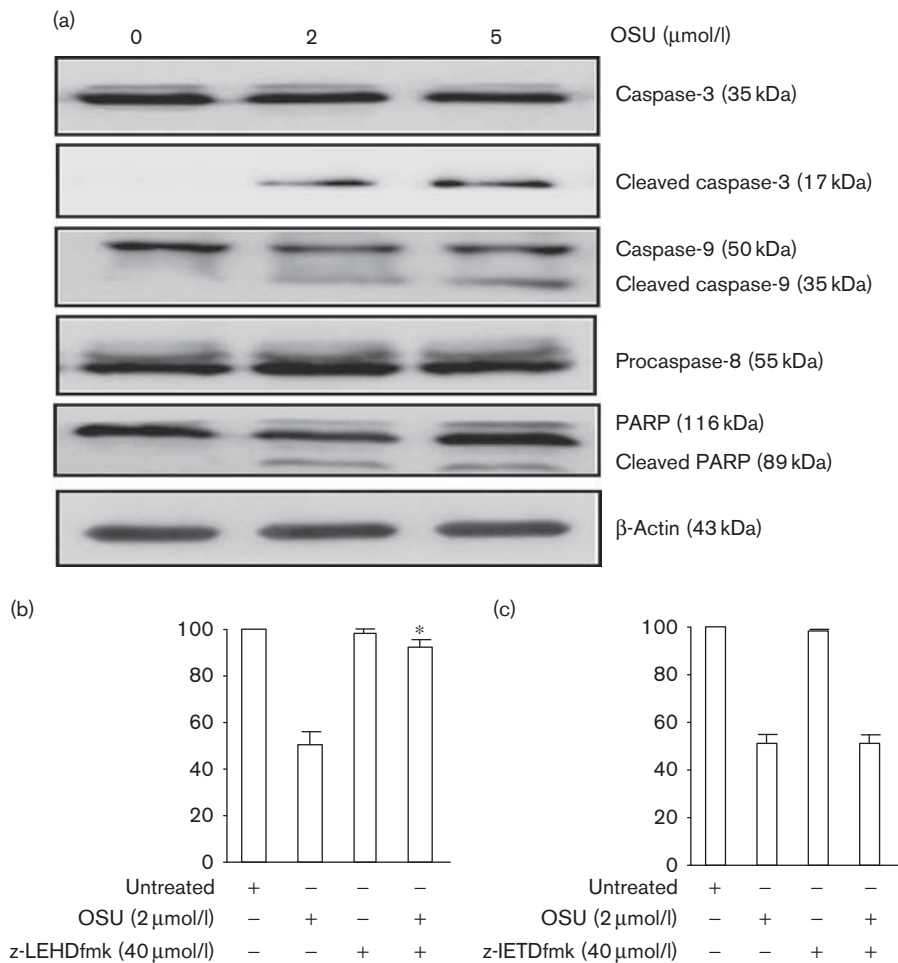 (a)
0 2 5 OSU (μmol/l)
Caspase-3 (35 kDa)
Cleaved caspase-3 (17 kDa)
Caspase-9 (50 kDa)
Cleaved caspase-9 (35 kDa)
Procaspase-8 (55 kDa)
PARP (116 kDa)
Cleaved PARP (89 kDa)
β-Actin (43 kDa)
(b)
100
80
60
40
20
0
*
Untreated + − − −
OSU (2 μmol/l) − + − +
z-LEHDfmk (40 μmol/l) − − + +
(c)
100
80
60
40
20
0
Untreated + − − −
OSU (2 μmol/l) − + − +
z-IETDfmk (40 μmol/l) − − + +